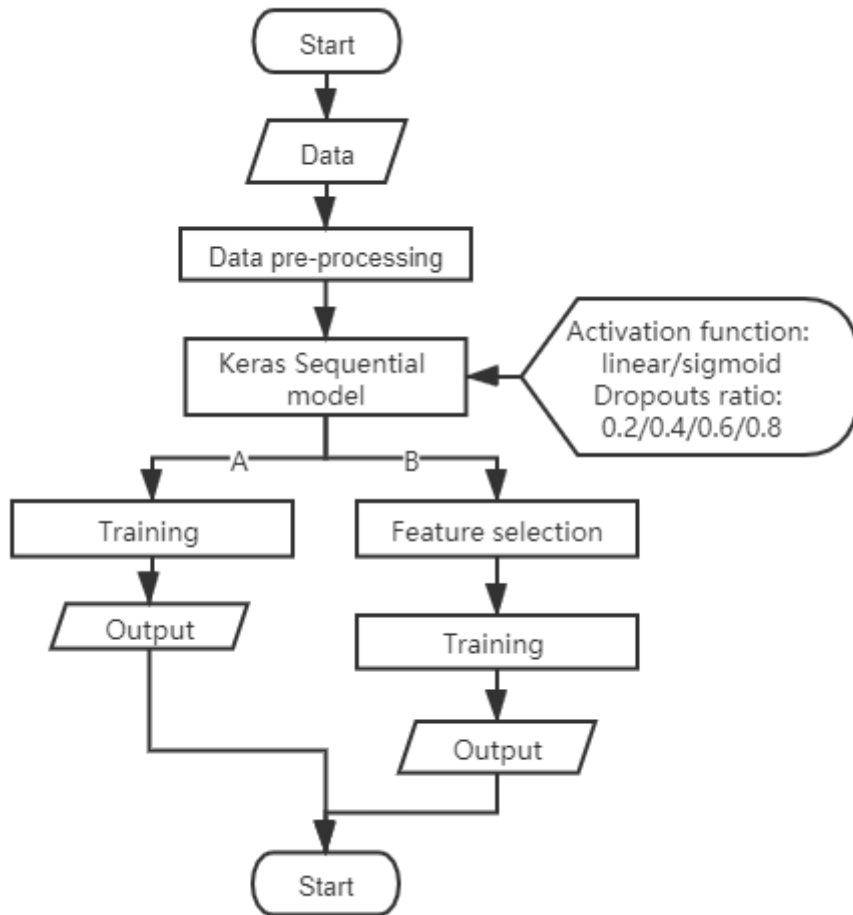 Start
Data
Data pre-processing
Keras Sequential
model
Activation function:
linear/sigmoid
Dropouts ratio:
0.2/0.4/0.6/0.8
A
B
Training
Feature selection
Output
Training
Output
Start